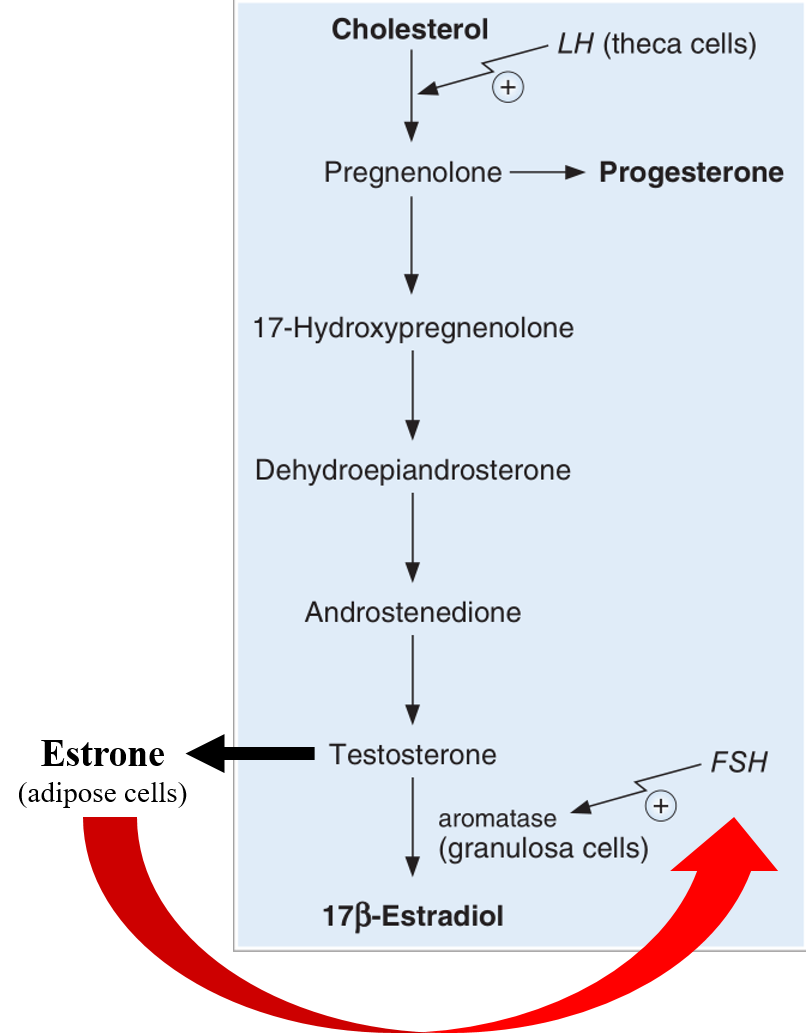 Cholesterol
LH (theca cells)
+
Pregnenolone
Progesterone
17-Hydroxypregnenolone
Dehydroepiandrosterone
Androstenedione
Estrone
(adipose cells)
Testosterone
FSH
+
aromatase
(granulosa cells)
17β-Estradiol